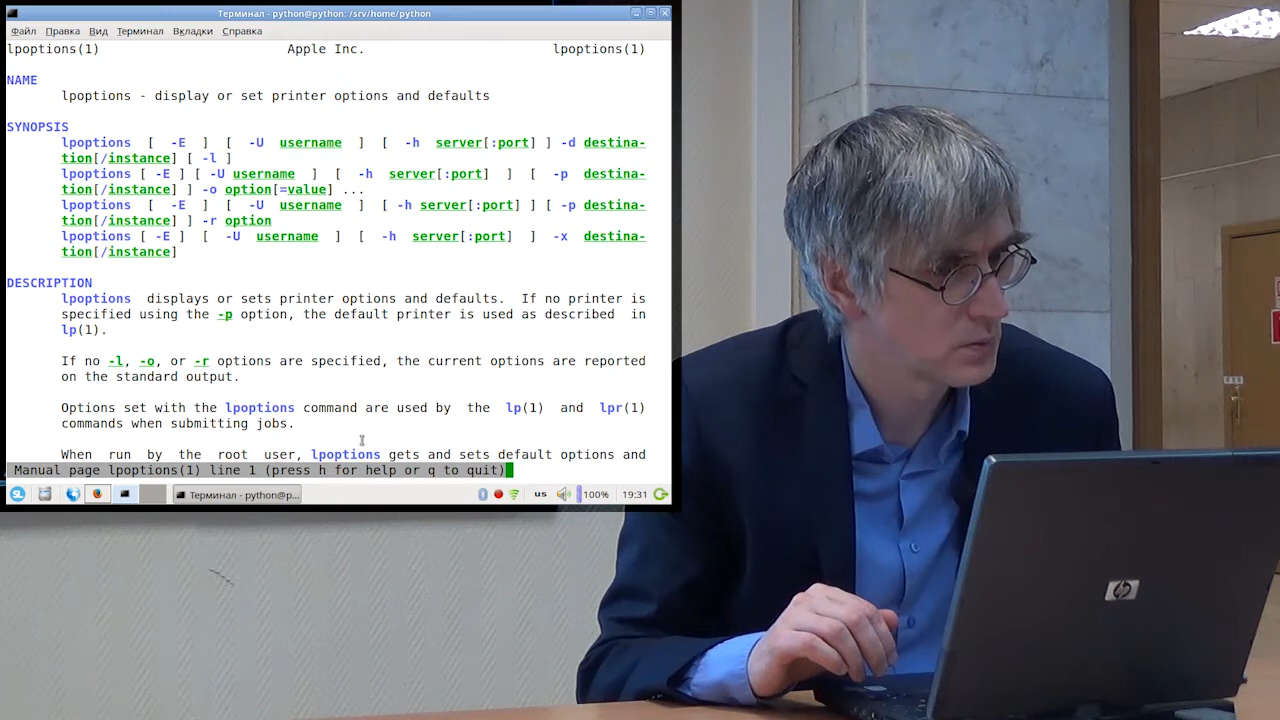 Терминал - python@python: /srv/home/python
Файл Правка Вид Терминал Вкладки Справка
lpoptions(1) Apple Inc. lpoptions(1)
NAME
lpoptions - display or set printer options and defaults
SYNOPSIS
lpoptions [ -E ] [ -U username ] [ -h server[:port] ] -d destina-
tion[/instance] [ -l ]
lpoptions [ -E ] [ -U username ] [ -h server[:port] ] [ -p destina-
tion[/instance] ] -o option[=value] ...
lpoptions [ -E ] [ -U username ] [ -h server[:port] ] [ -p destina-
tion[/instance] ] -r option
lpoptions [ -E ] [ -U username ] [ -h server[:port] ] -x destina-
tion[/instance]
DESCRIPTION
lpoptions displays or sets printer options and defaults. If no printer is
specified using the -p option, the default printer is used as described in
lp(1).
If no -l, -o, or -r options are specified, the current options are reported
on the standard output.
Options set with the lpoptions command are used by the lp(1) and lpr(1)
commands when submitting jobs.
When run by the root user, lpoptions gets and sets default options and
Manual page lpoptions(1) line 1 (press h for help or q to quit)
SL Терминал - python@p... us 100% 19:31
hp